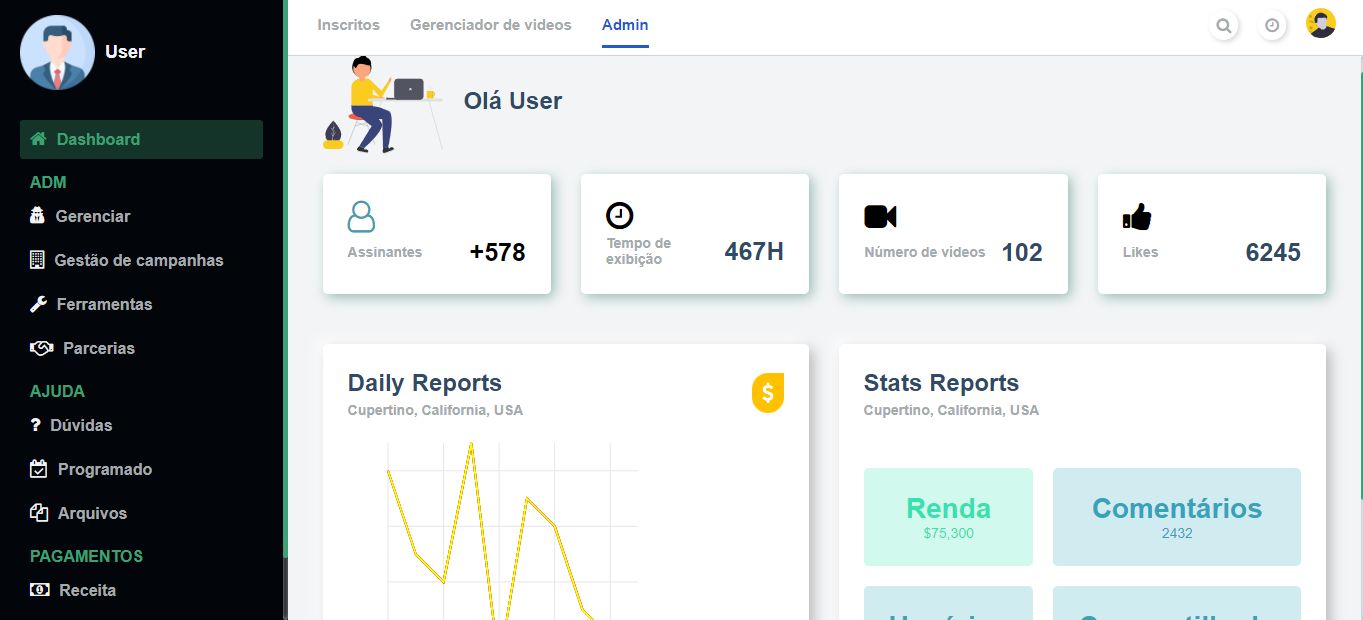 User
Dashboard
ADM
Gerenciar
Gestão de campanhas
Ferramentas
Parcerias
AJUDA
Dúvidas
Programado
Arquivos
PAGAMENTOS
Receita
Inscritos
Gerenciador de videos
Admin
Olá User
Assinantes
+578
Tempo de
exibição
467H
Número de vídeos
102
Likes
6245
Daily Reports
Cupertino, California, USA
$
Stats Reports
Cupertino, California, USA
Renda
$75,300
Comentários
2432